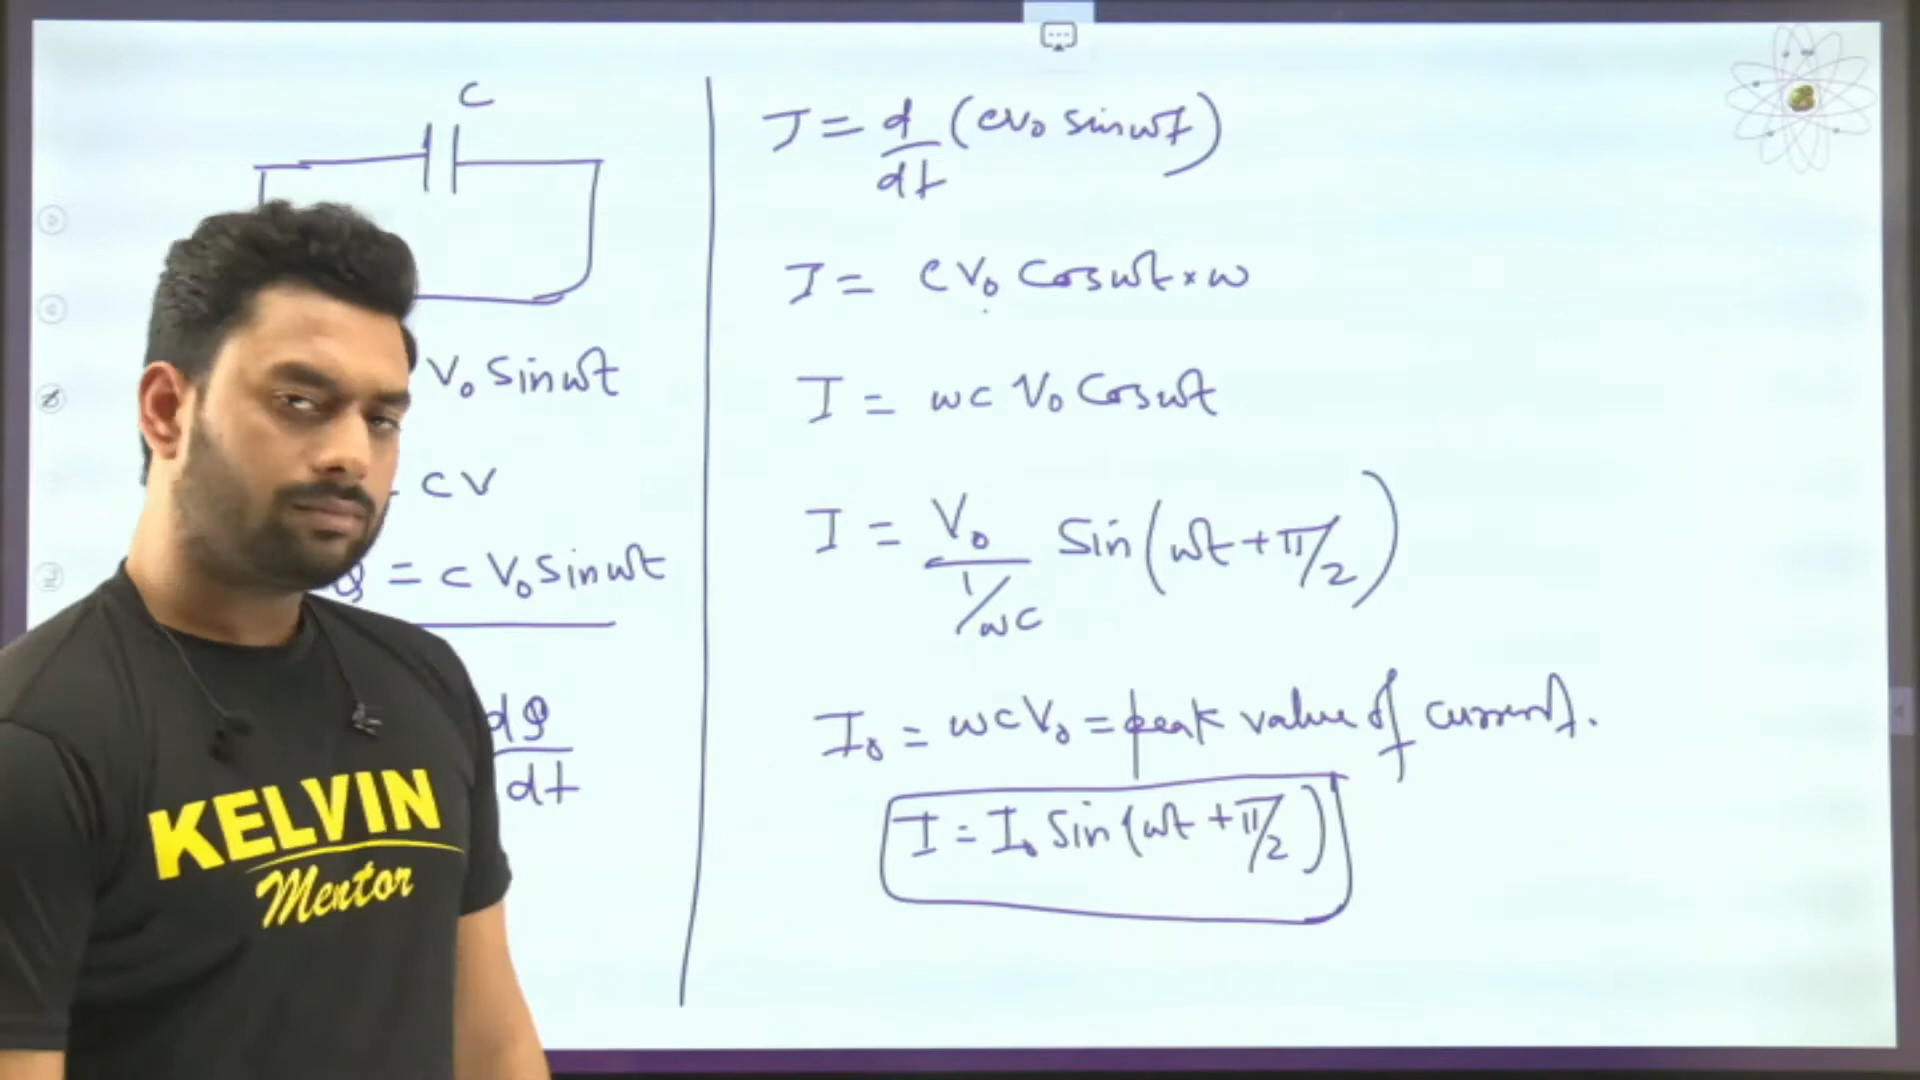 C
V₀ sinωt
= CV
Q = C V₀ sinωt
dQ/dt
I = d/dt (CV₀ sinωt)
I = CV₀ Cosωt × ω
I = ωC V₀ Cosωt
I = V₀/(1/ωC) Sin(ωt + π/2)
I₀ = ωCV₀ = peak value of current.
I = I₀ Sin(ωt + π/2)
KELVIN
Mentor